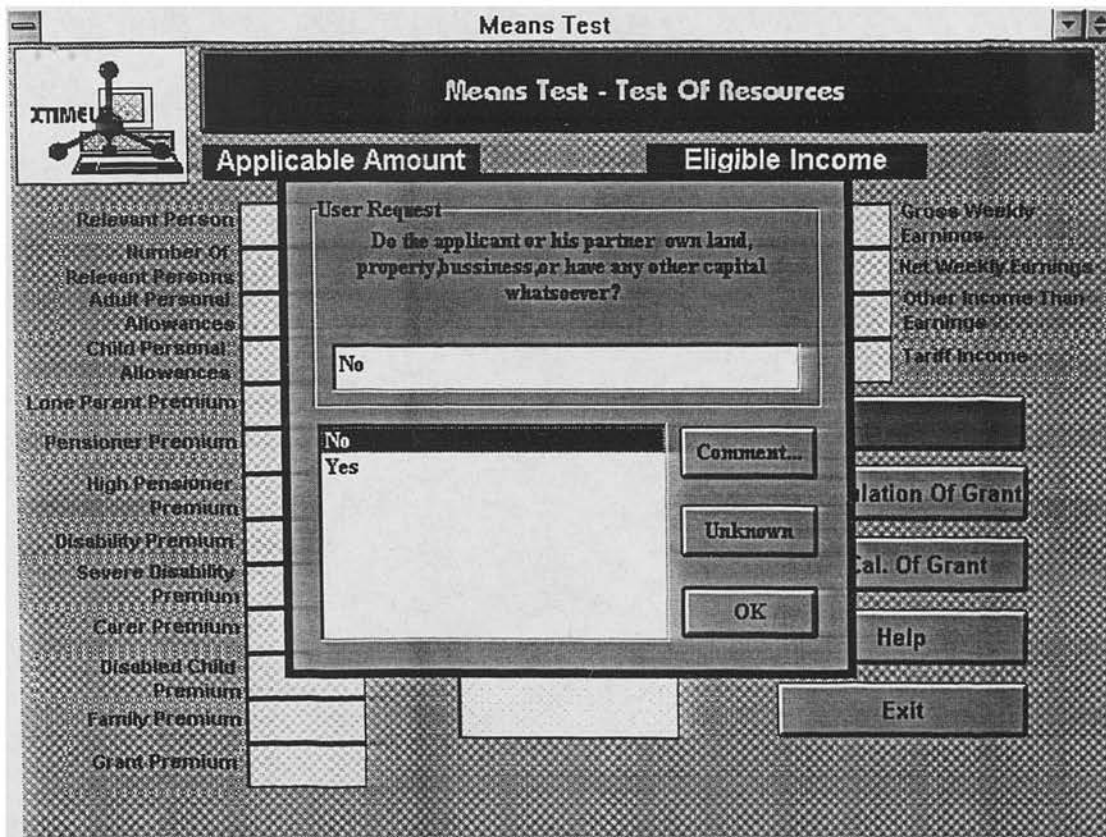 Means Test
XTIMEU
Means Test - Test Of Resources
Applicable Amount
Eligible Income
Relevant Person
Number Of
Relevant Persons
Adult Personal
Allowances
Child Personal
Allowances
Lone Parent Premium
Pensioner Premium
High Pensioner
Premium
Disability Premium
Severe Disability
Premium
Carer Premium
Disabled Child
Premium
Family Premium
Grant Premium
User Request
Do the applicant or his partner own land,
property,bussiness,or have any other capital
whatsoever?
No
No
Yes
Comment...
Unknown
OK
Gross Weekly
Earnings
Net Weekly Earnings
Other Income Than
Earnings
Tariff Income
lation Of Grant
Cal. Of Grant
Help
Exit